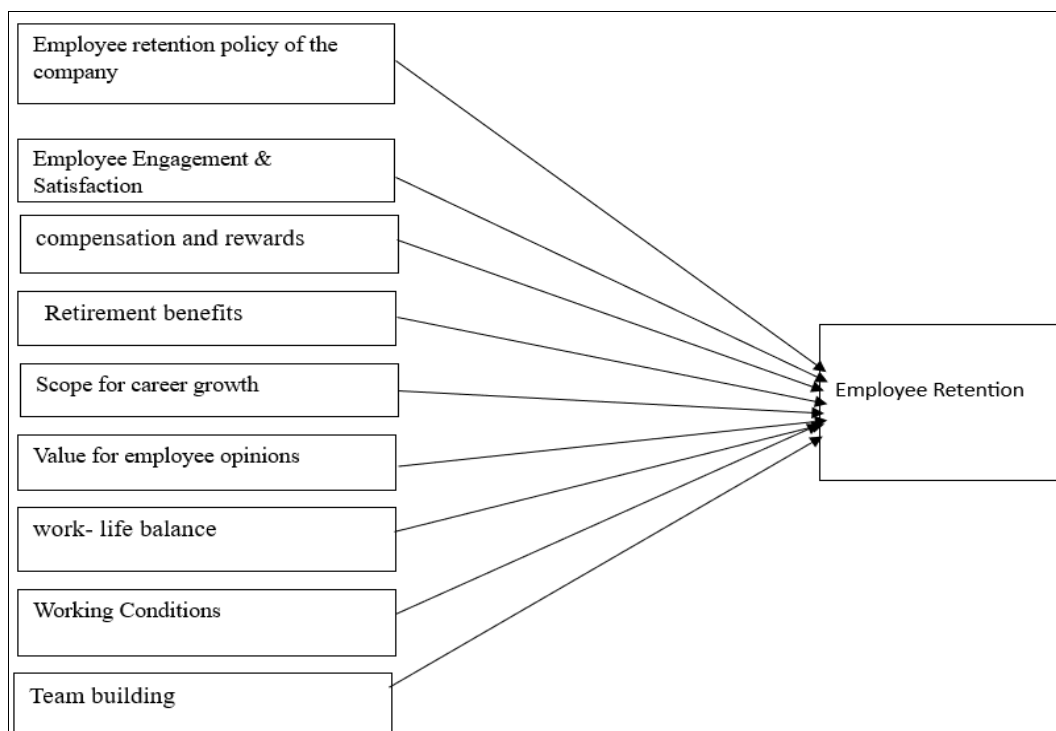 Employee retention policy of the
company
Employee Engagement &
Satisfaction
compensation and rewards
Retirement benefits
Scope for career growth
Value for employee opinions
work- life balance
Working Conditions
Team building
Employee Retention